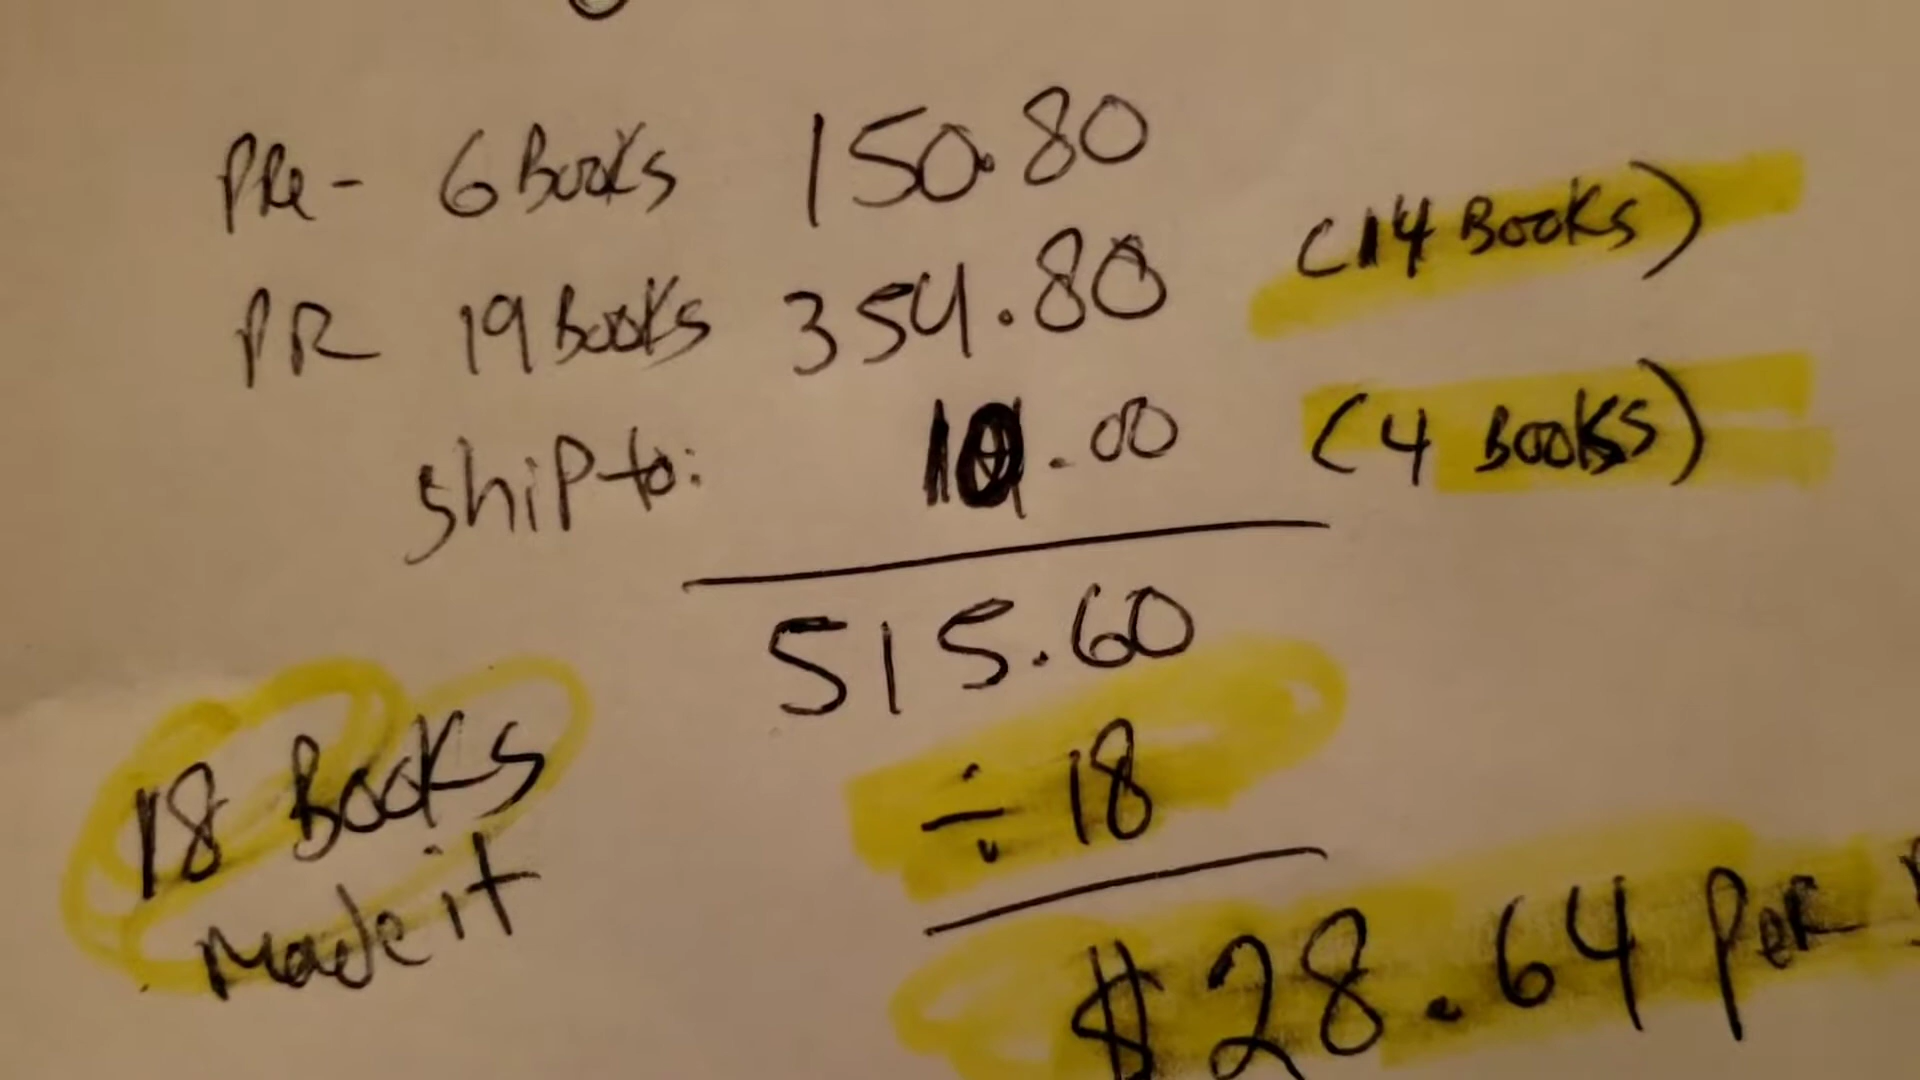 PRe- 6 Books 150.80
PR 19 Books 354.80 (14 Books)
Ship to: 10.00 (4 Books)
515.60
÷ 18
18 Books
made it
$28.64 PeR